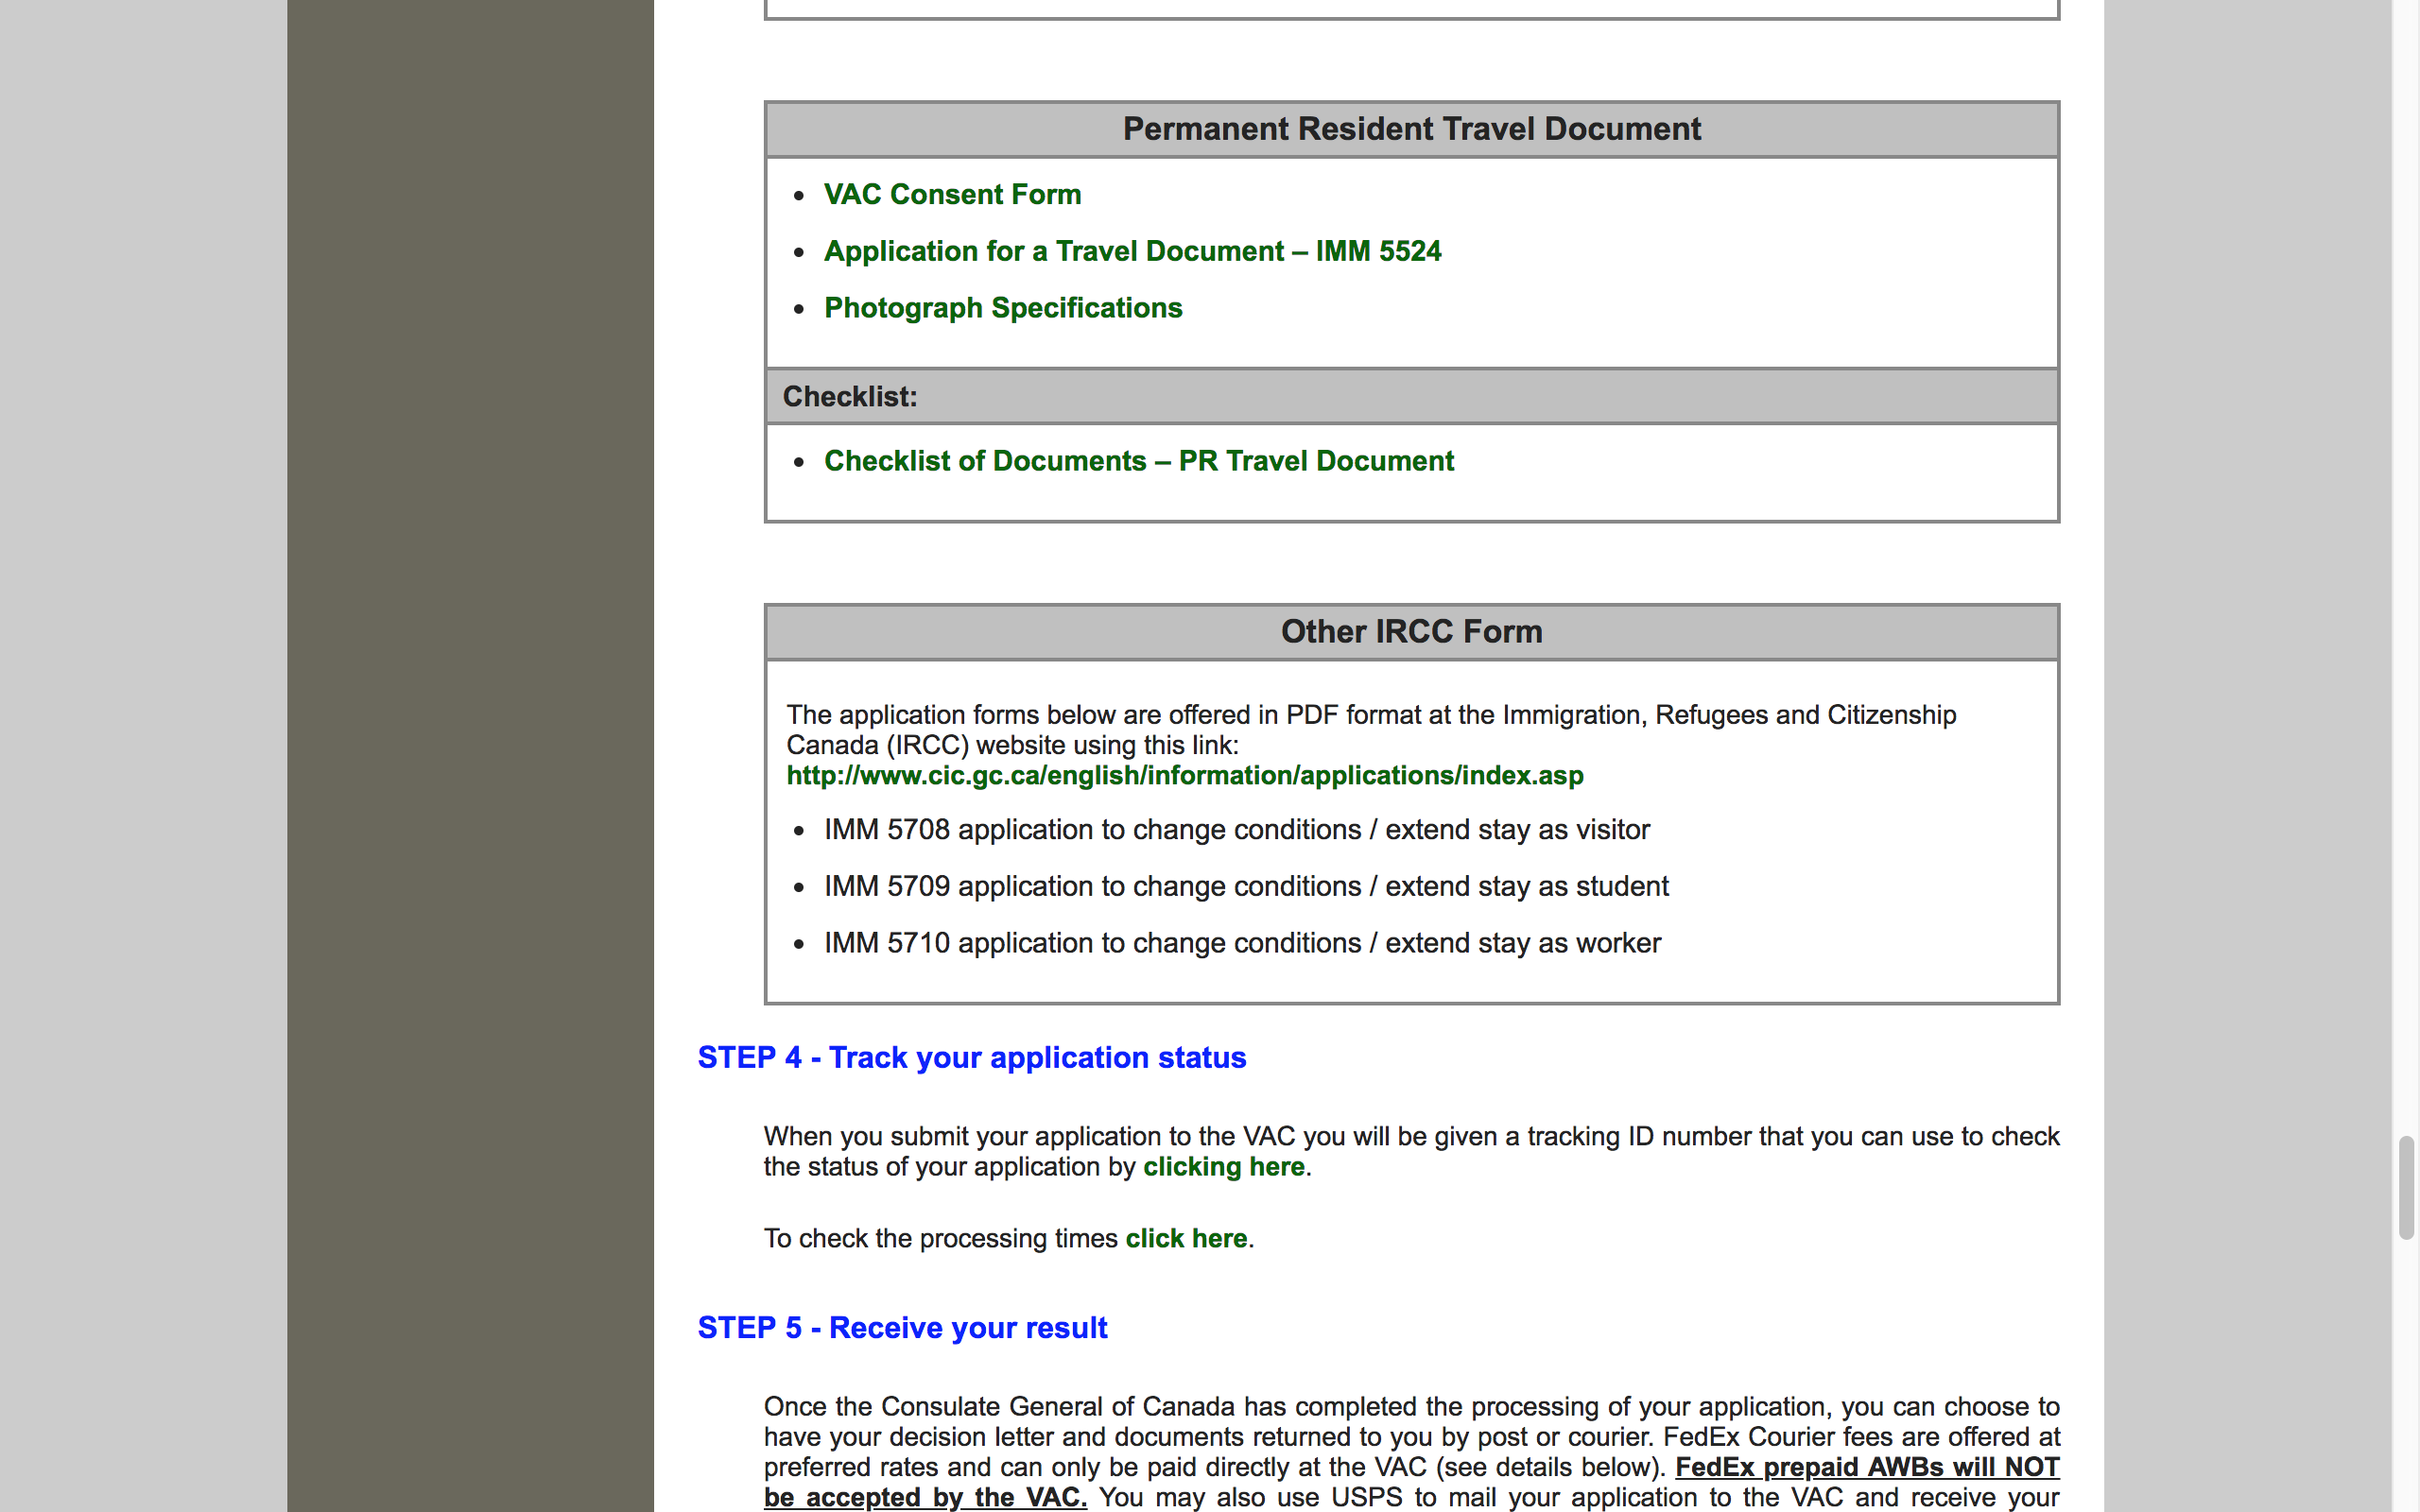 Permanent Resident Travel Document
• VAC Consent Form
• Application for a Travel Document – IMM 5524
• Photograph Specifications
Checklist:
• Checklist of Documents – PR Travel Document
Other IRCC Form
The application forms below are offered in PDF format at the Immigration, Refugees and Citizenship
Canada (IRCC) website using this link:
http://www.cic.gc.ca/english/information/applications/index.asp
• IMM 5708 application to change conditions / extend stay as visitor
• IMM 5709 application to change conditions / extend stay as student
• IMM 5710 application to change conditions / extend stay as worker
STEP 4 - Track your application status
When you submit your application to the VAC you will be given a tracking ID number that you can use to check
the status of your application by clicking here.
To check the processing times click here.
STEP 5 - Receive your result
Once the Consulate General of Canada has completed the processing of your application, you can choose to
have your decision letter and documents returned to you by post or courier. FedEx Courier fees are offered at
preferred rates and can only be paid directly at the VAC (see details below). FedEx prepaid AWBs will NOT
be accepted by the VAC. You may also use USPS to mail your application to the VAC and receive your